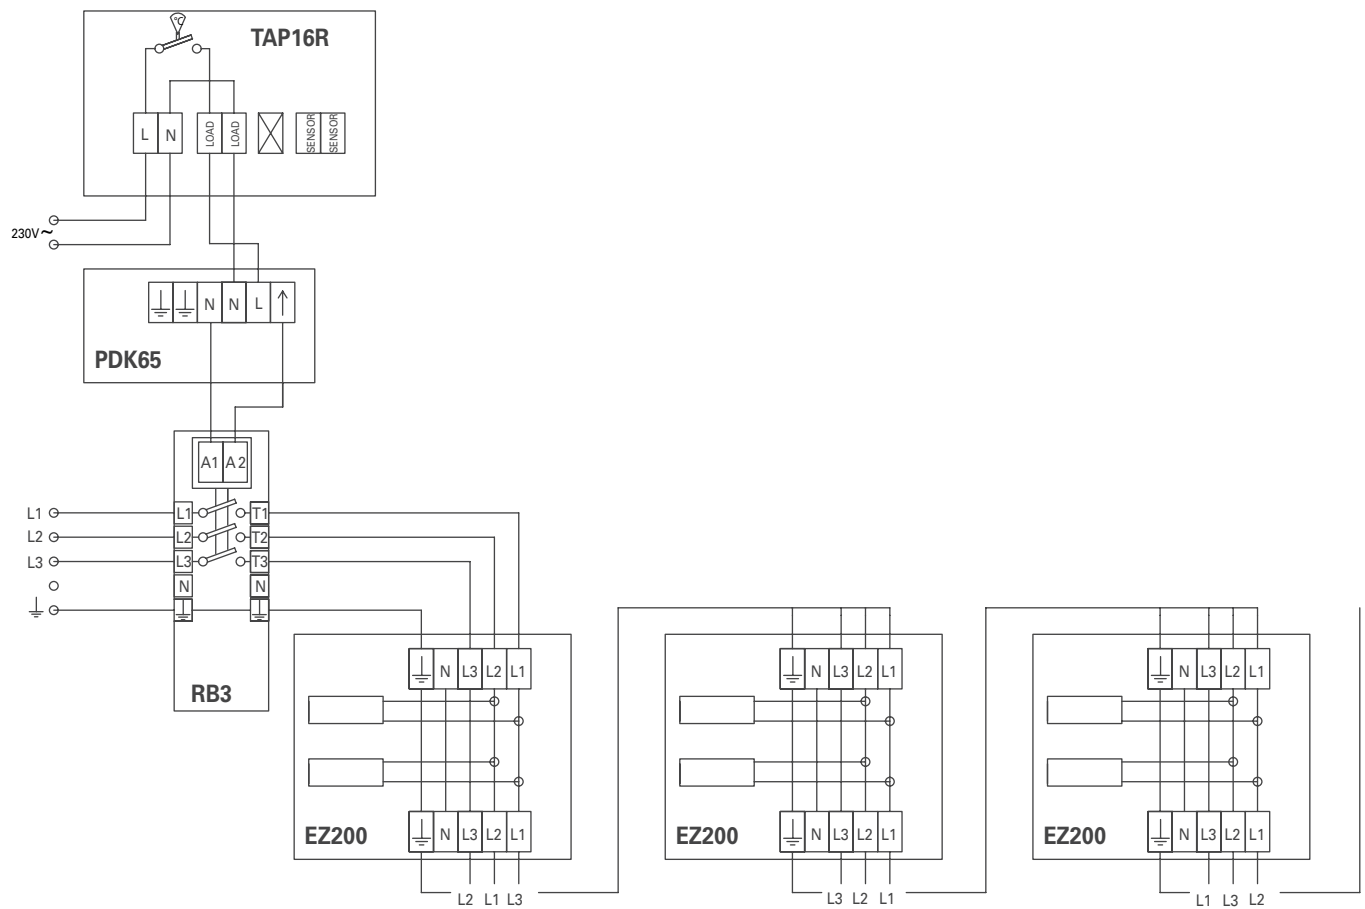 °C
TAP16R
L N LOAD LOAD SENSOR SENSOR
230V~
N N L ↑
PDK65
A1 A2
L1 L1 T1
L2 L2 T2
L3 L3 T3
N N
RB3
N L3 L2 L1
N L3 L2 L1
N L3 L2 L1
EZ200 N L3 L2 L1
EZ200 N L3 L2 L1
EZ200 N L3 L2 L1
L2 L1 L3
L3 L2 L1
L1 L3 L2